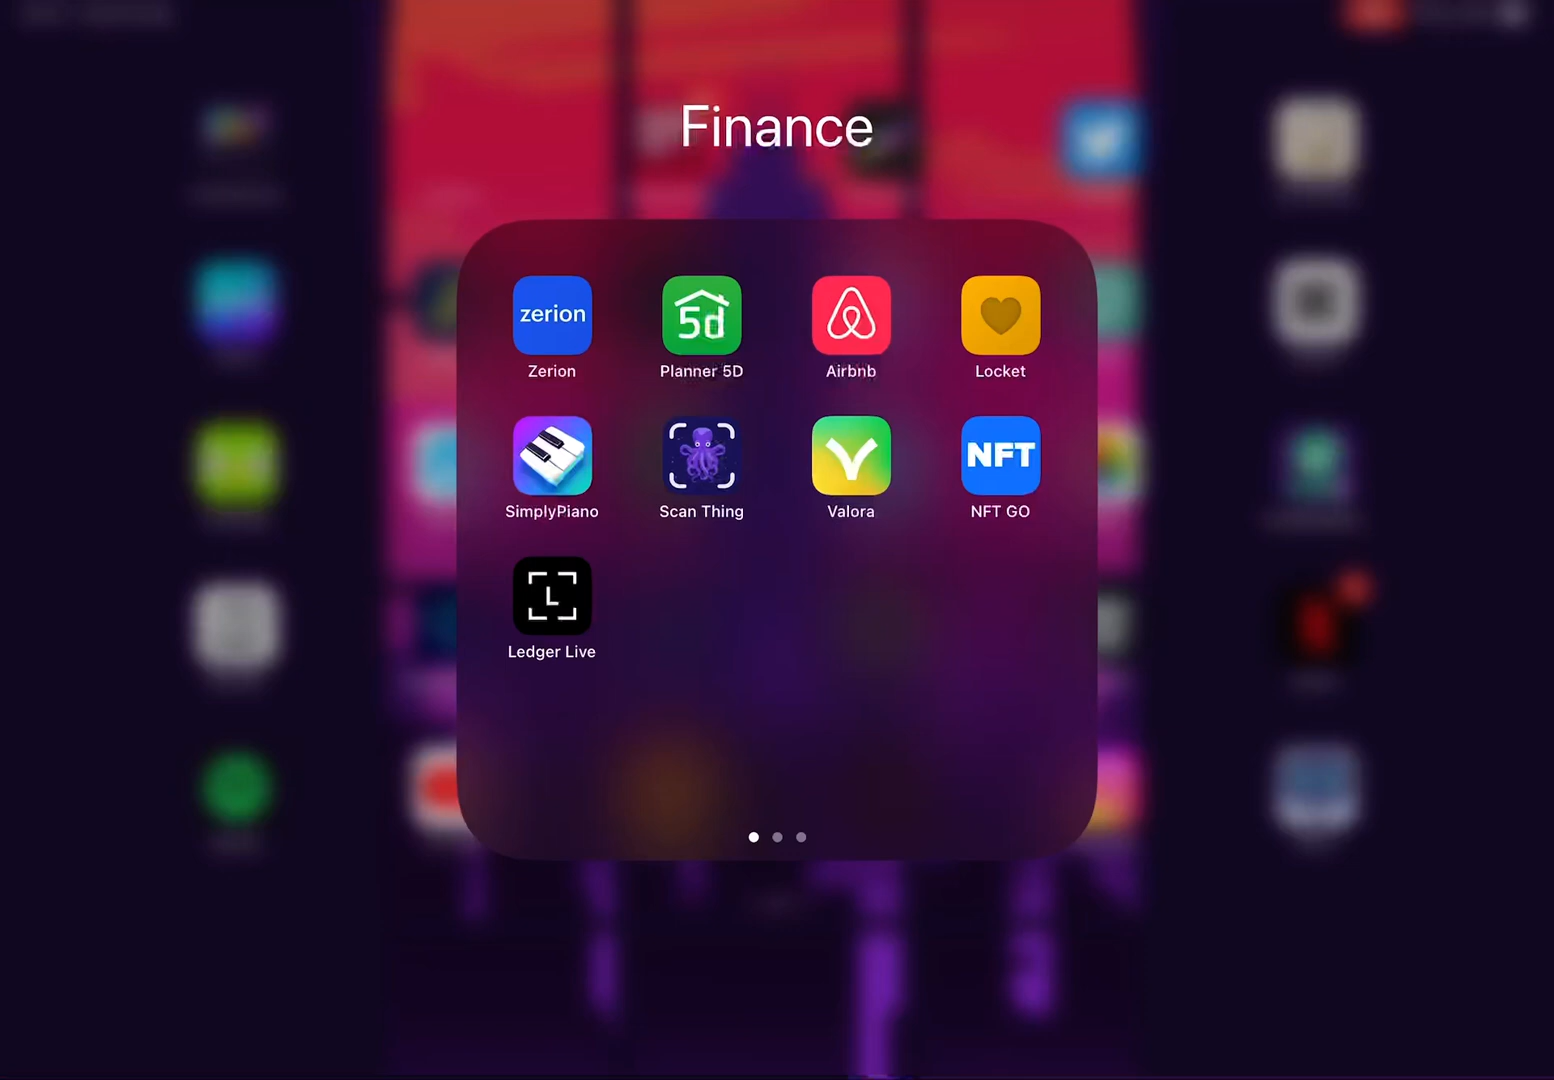 Finance
zerion
5d
Zerion
Planner 5D
Airbnb
Locket
NFT
SimplyPiano
Scan Thing
Valora
NFT GO
L
Ledger Live